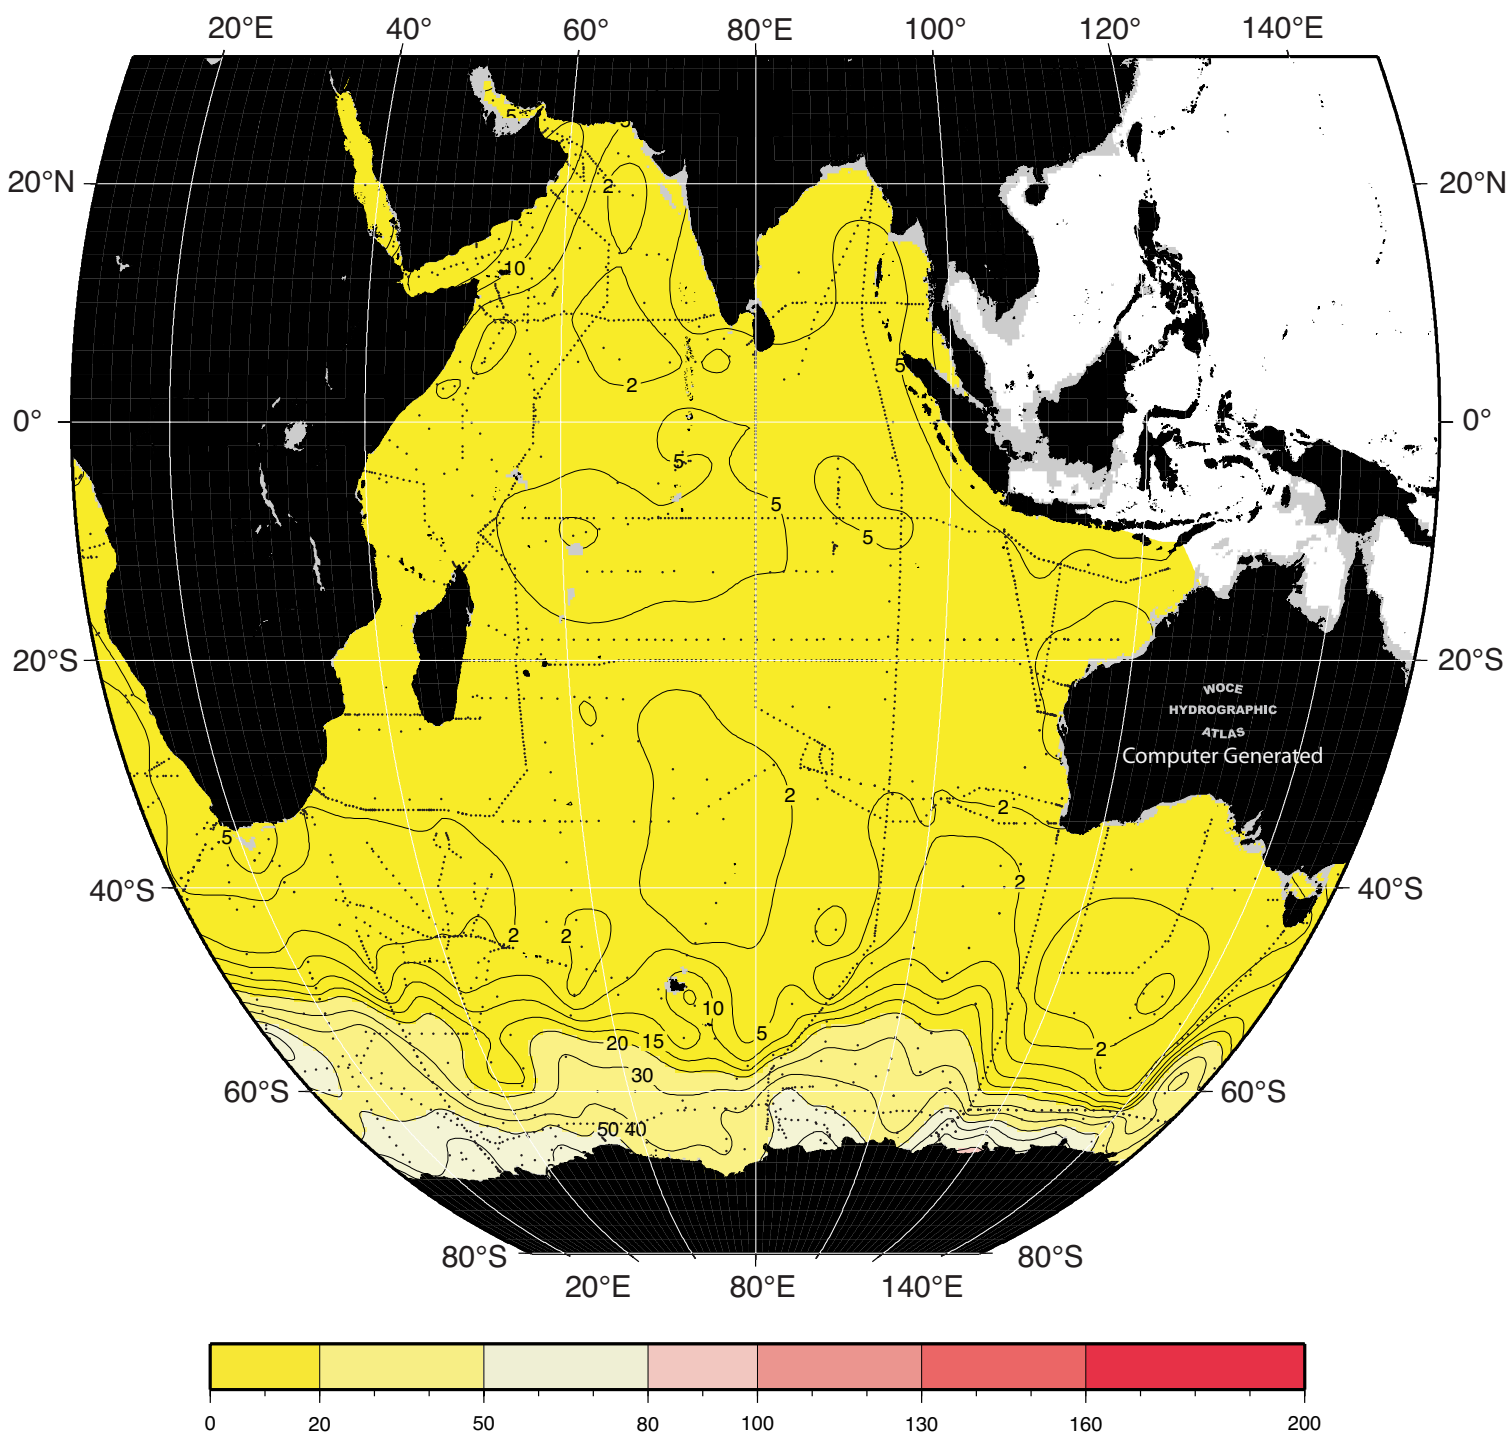 20°E 40° 60° 80°E 100° 120° 140°E
5 5
20°N 2 20°N
10
5
2
0° 0°
5
5
5
20°S 20°S
WOCE
HYDROGRAPHIC
ATLAS
Computer Generated
2 2
5
40°S 2 40°S
2 2
10
5
20 15 2
30
60°S 60°S
50 40
80°S 80°S
20°E 80°E 140°E
0 20 50 80 100 130 160 200